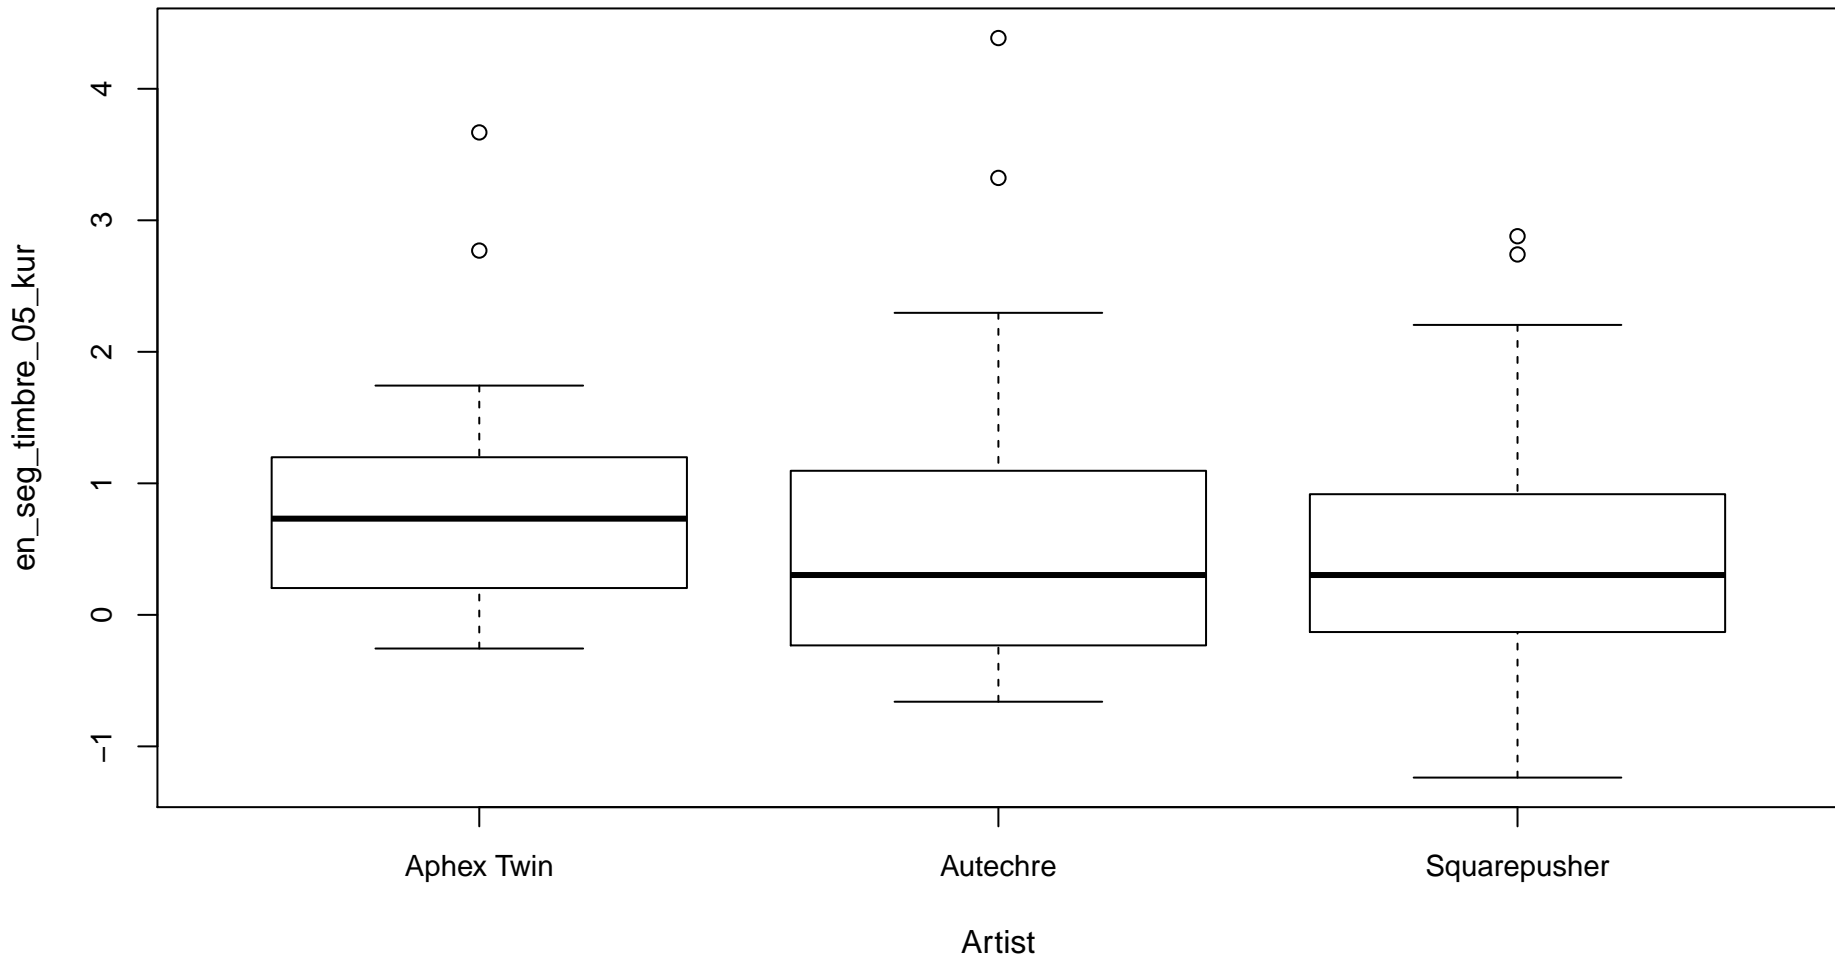 en_seg_timbre_05_kur
4
3
2
1
0
−1
Aphex Twin
Autechre
Squarepusher
Artist